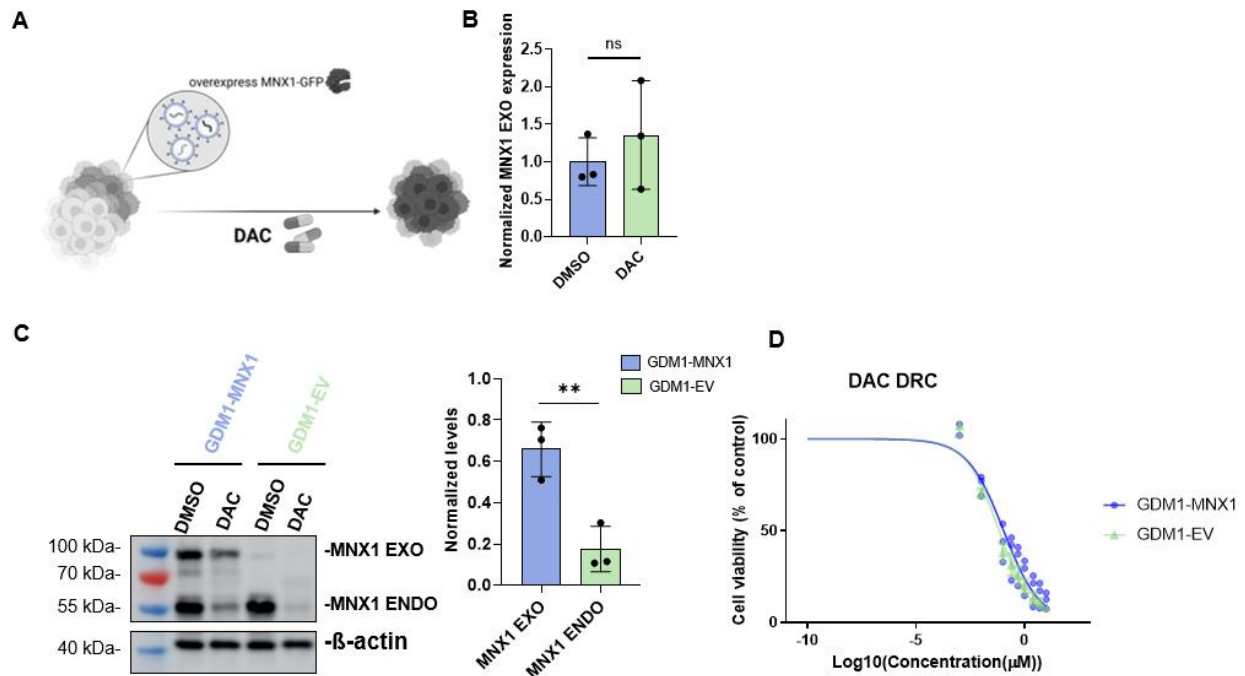 A
overexpress MNX1-GFP
DAC
B
ns
Normalized MNX1 EXO expression
2.5
2.0
1.5
1.0
0.5
0.0
DMSO
DAC
C
GDM1-MNX1
GDM1-EV
DMSO
DAC
DMSO
DAC
100 kDa-
70 kDa-
55 kDa-
40 kDa-
-MNX1 EXO
-MNX1 ENDO
-ß-actin
GDM1-MNX1
GDM1-EV
**
Normalized levels
1.0
0.8
0.6
0.4
0.2
0.0
MNX1 EXO
MNX1 ENDO
D
DAC DRC
Cell viability (% of control)
100
50
0
-10
-5
0
Log10(Concentration(μM))
GDM1-MNX1
GDM1-EV